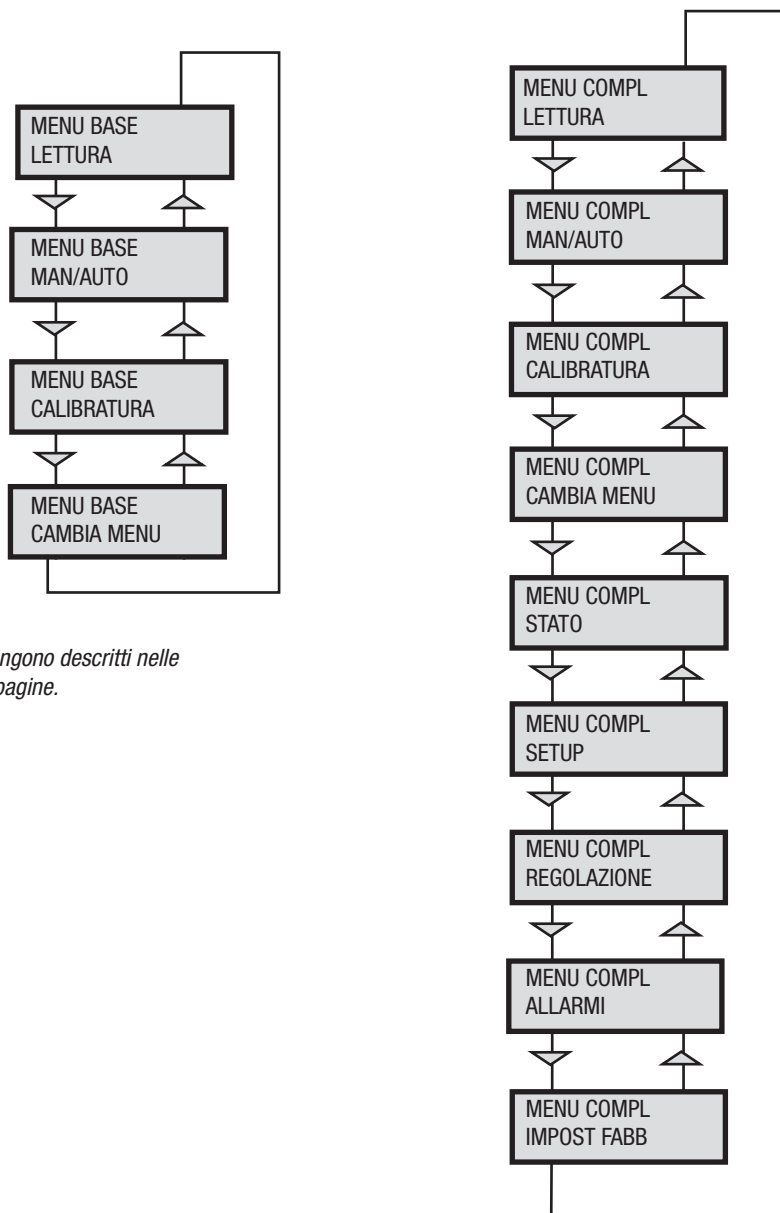 MENU BASE
LETTURA
MENU BASE
MAN/AUTO
MENU BASE
CALIBRATURA
MENU BASE
CAMBIA MENU
ngono descritti nelle
pagine.
MENU COMPL
LETTURA
MENU COMPL
MAN/AUTO
MENU COMPL
CALIBRATURA
MENU COMPL
CAMBIA MENU
MENU COMPL
STATO
MENU COMPL
SETUP
MENU COMPL
REGOLAZIONE
MENU COMPL
ALLARMI
MENU COMPL
IMPOST FABB